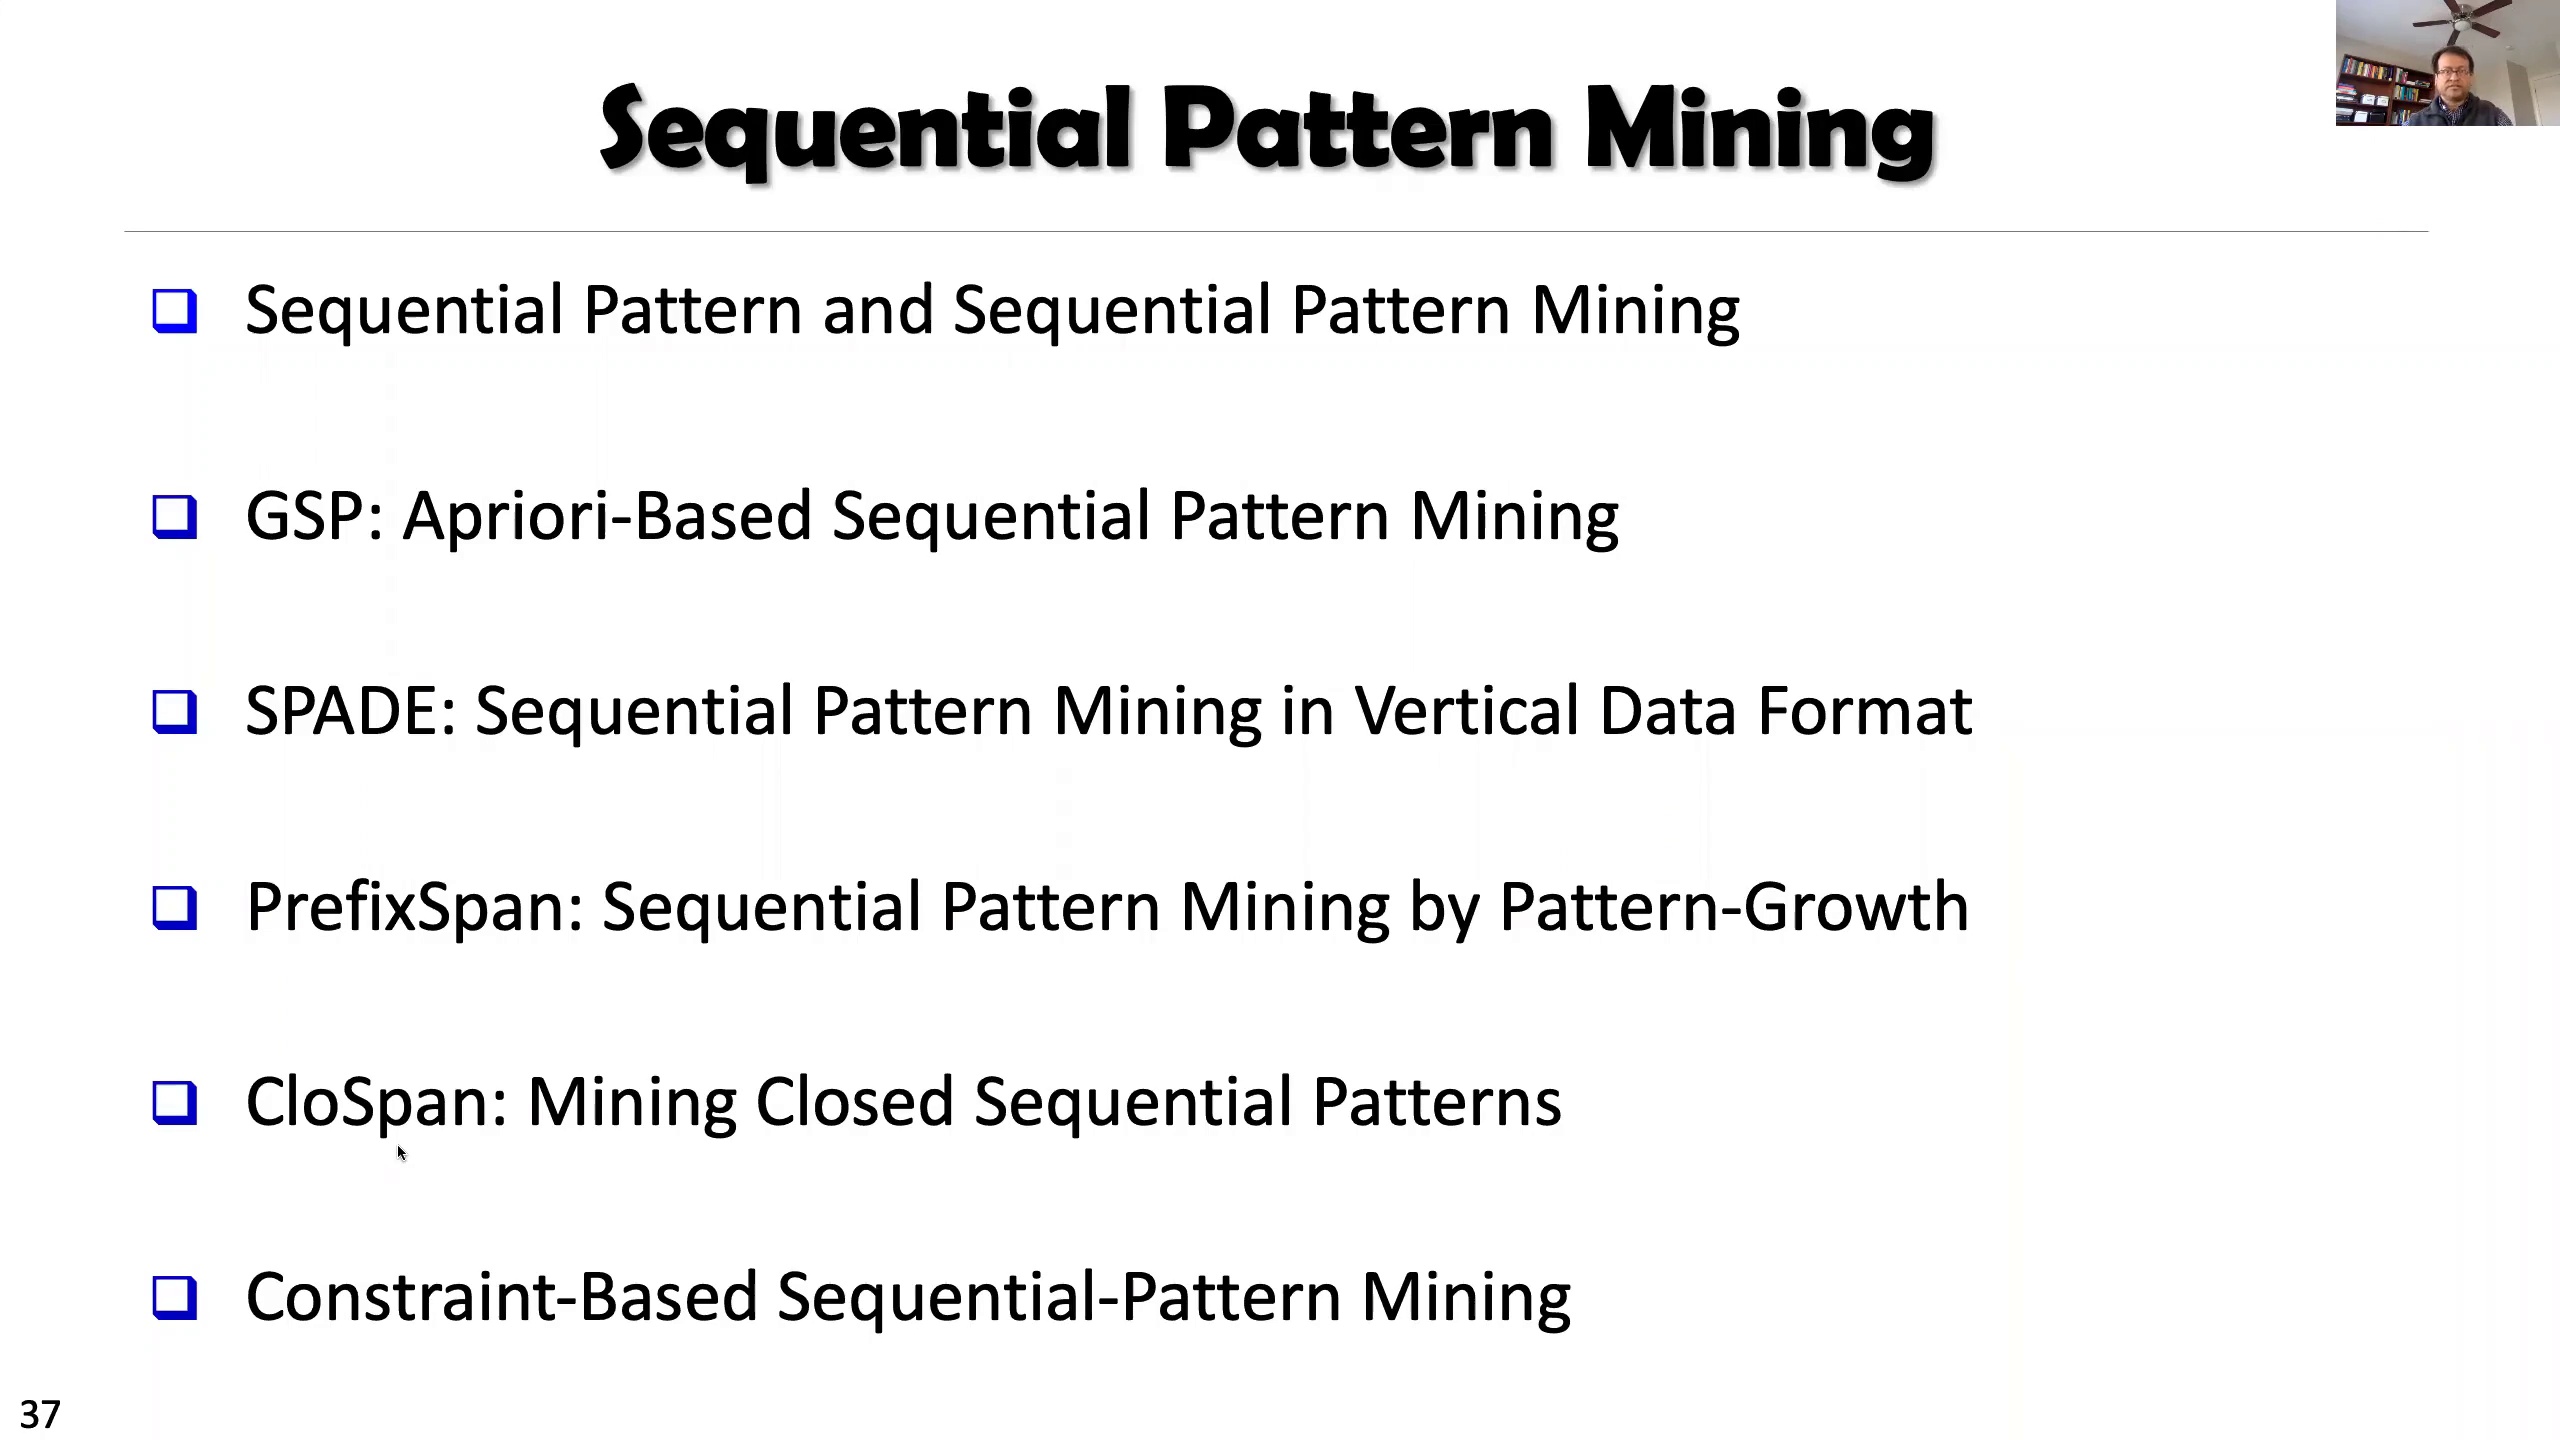 Sequential Pattern Mining
Sequential Pattern and Sequential Pattern Mining
GSP: Apriori-Based Sequential Pattern Mining
SPADE: Sequential Pattern Mining in Vertical Data Format
PrefixSpan: Sequential Pattern Mining by Pattern-Growth
CloSpan: Mining Closed Sequential Patterns
Constraint-Based Sequential-Pattern Mining
37